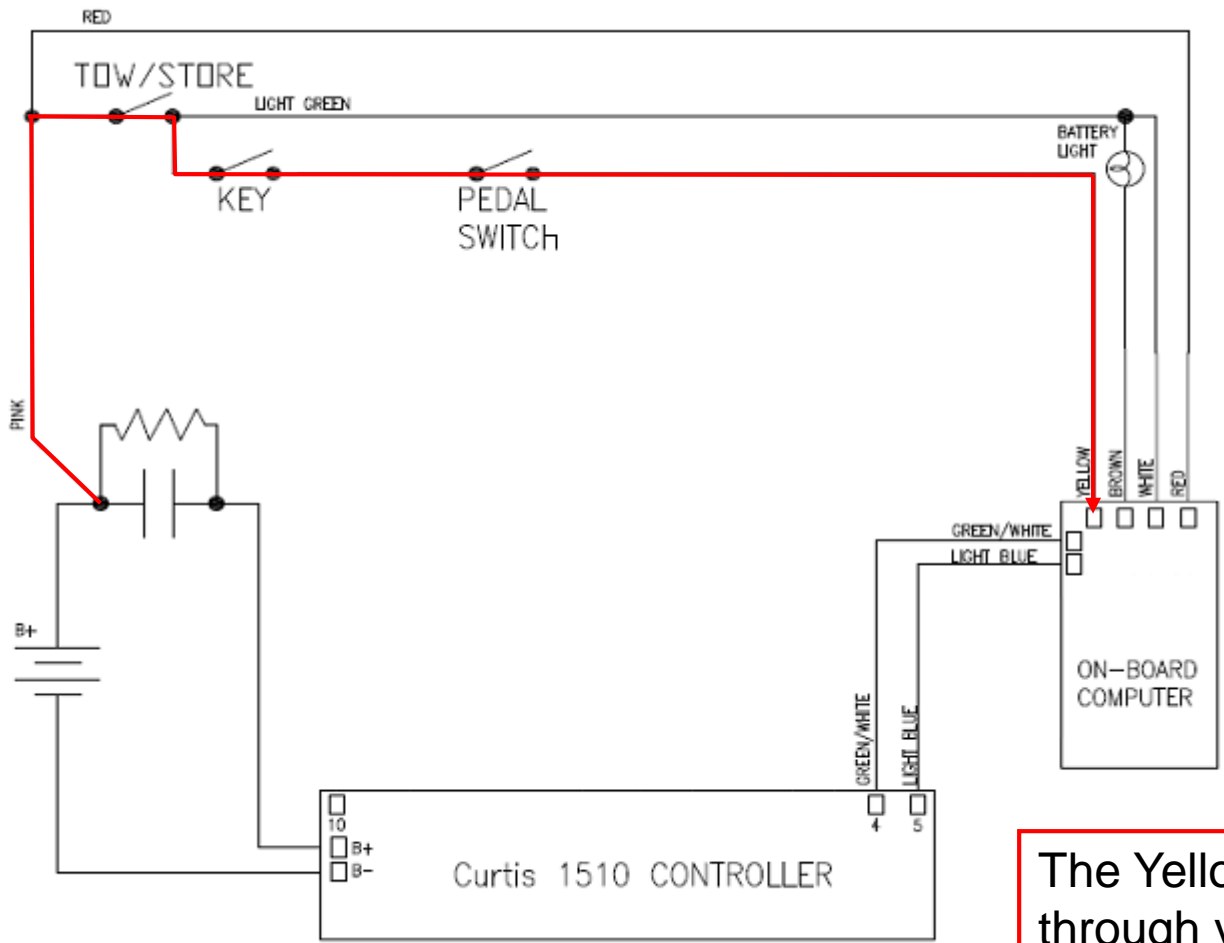 RED
TOW/STORE
LIGHT GREEN
BATTERY
LIGHT
KEY
PEDAL
SWITCh
PINK
YELLOW
BROWN
WHITE
RED
GREEN/WHITE
LIGHT BLUE
B+
ON-BOARD
COMPUTER
GREEN/WHITE
LIGHT BLUE
10
4
5
B+
B-
Curtis 1510 CONTROLLER
The Yello
through